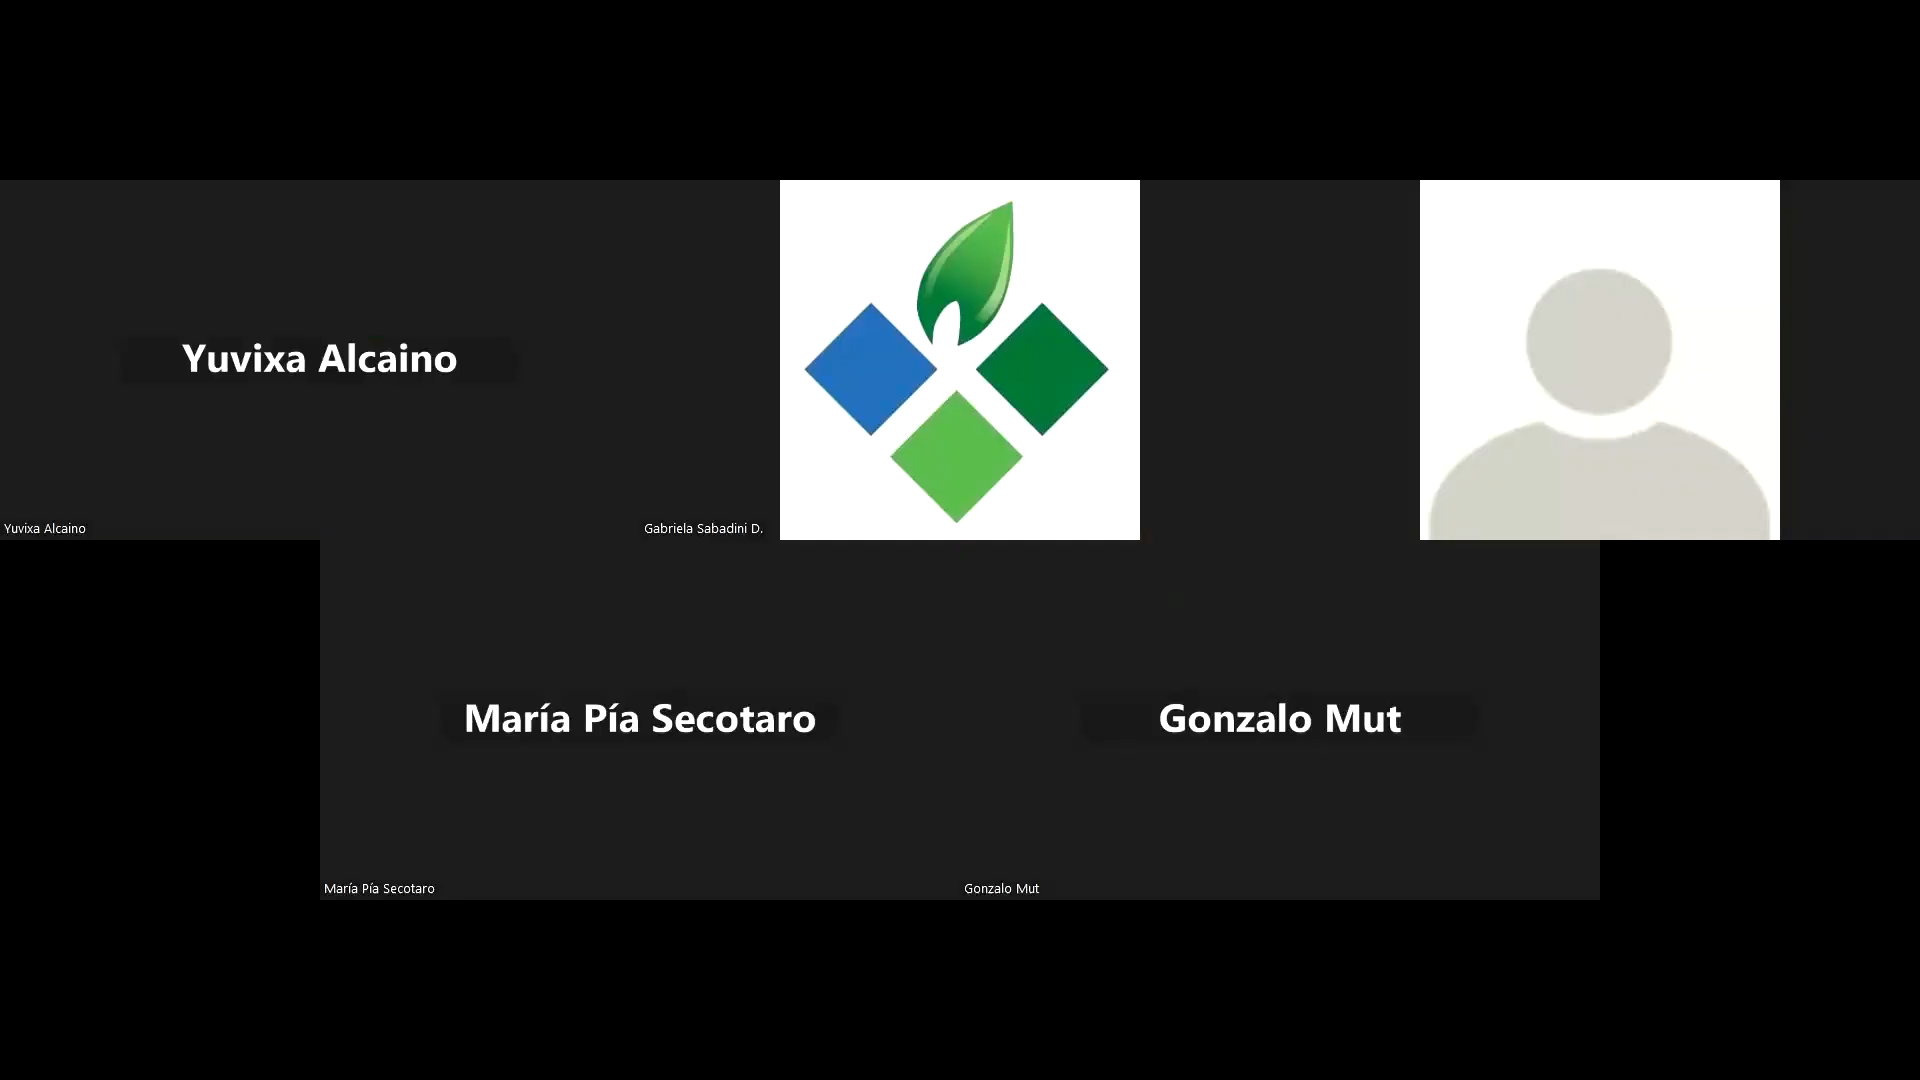 Yuvixa Alcaino
Yuvixa Alcaino
Gabriela Sabadini D.
María Pía Secotaro
Gonzalo Mut
María Pía Secotaro
Gonzalo Mut